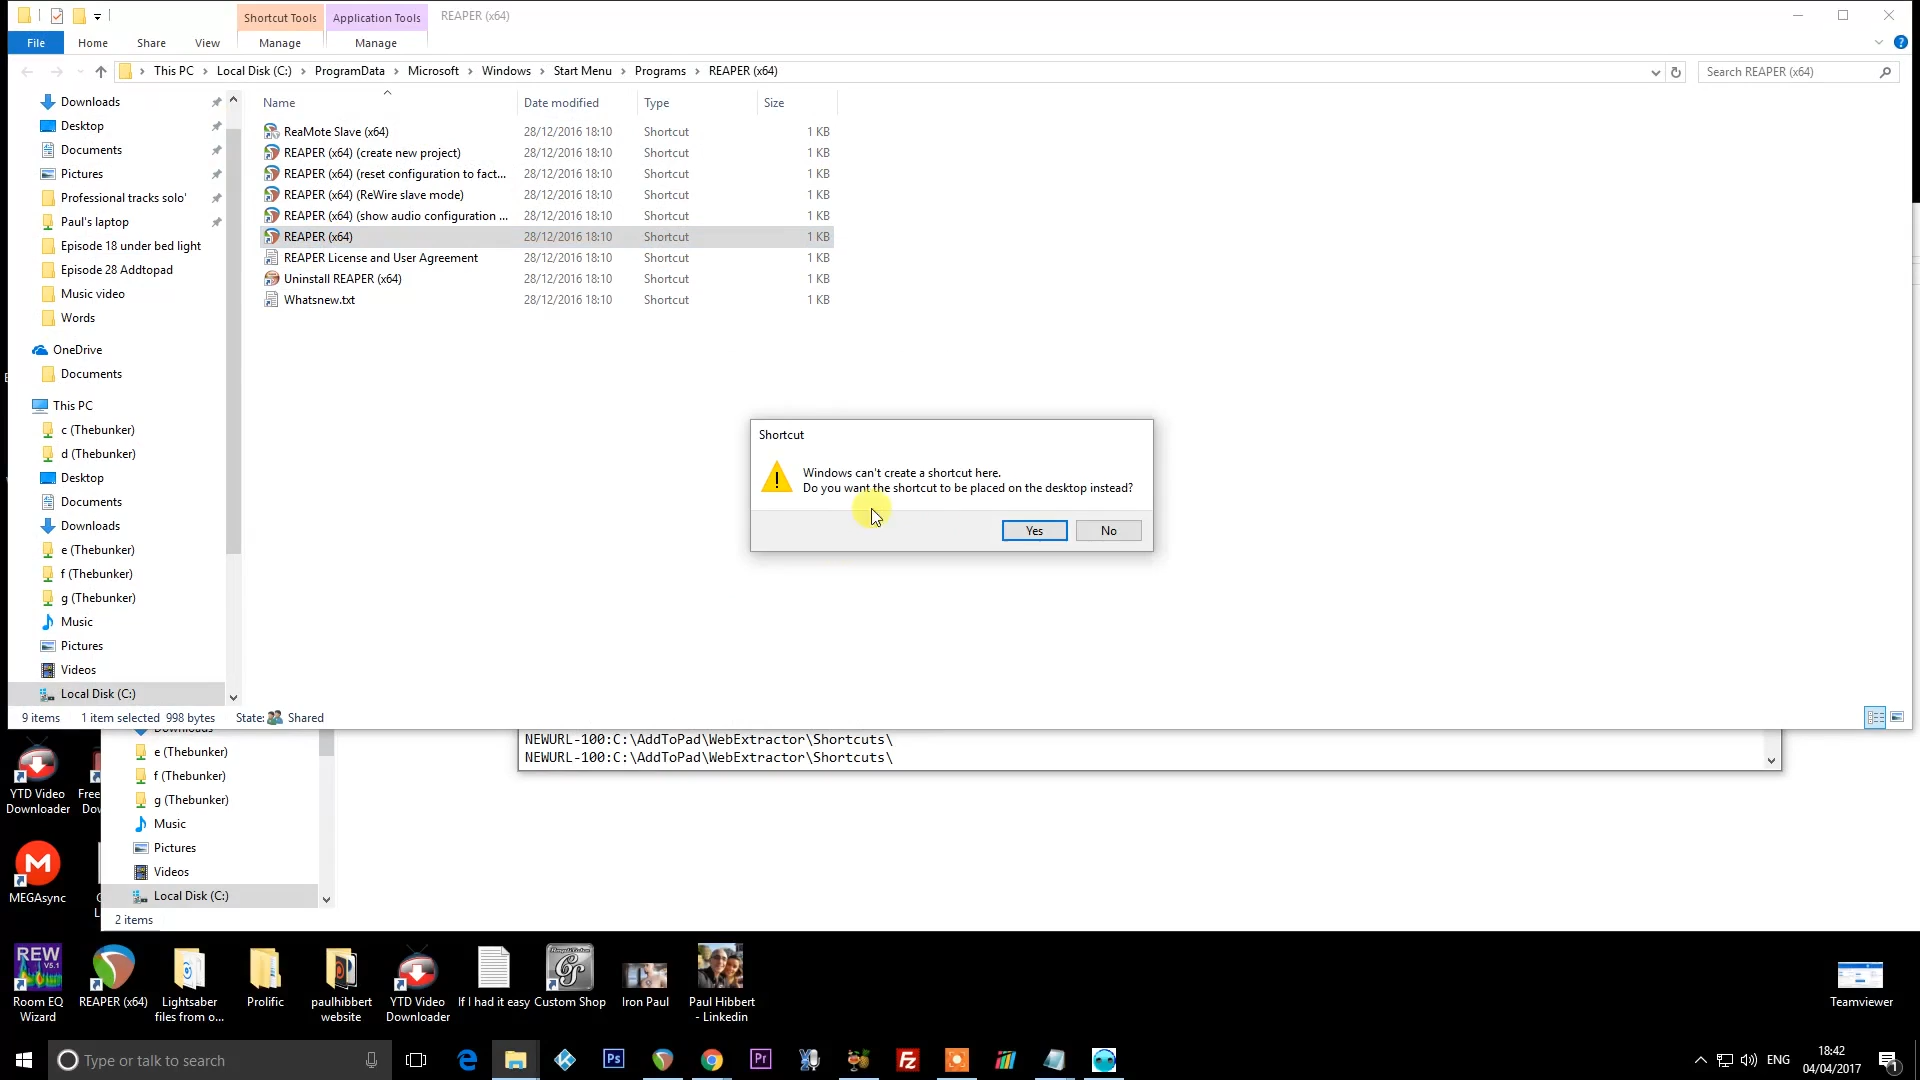 Shortcut Tools
Application Tools
REAPER (x64)
File
Home
Share
View
Manage
Manage
This PC
Local Disk (C:)
ProgramData
Microsoft
Windows
Start Menu
Programs
REAPER (x64)
Search REAPER (x64)
Name
Date modified
Type
Size
ReaMote Slave (x64) 28/12/2016 18:10 Shortcut 1 KB
REAPER (x64) (create new project) 28/12/2016 18:10 Shortcut 1 KB
REAPER (x64) (reset configuration to fact... 28/12/2016 18:10 Shortcut 1 KB
REAPER (x64) (ReWire slave mode) 28/12/2016 18:10 Shortcut 1 KB
REAPER (x64) (show audio configuration ... 28/12/2016 18:10 Shortcut 1 KB
REAPER (x64) 28/12/2016 18:10 Shortcut 1 KB
REAPER License and User Agreement 28/12/2016 18:10 Shortcut 1 KB
Uninstall REAPER (x64) 28/12/2016 18:10 Shortcut 1 KB
Whatsnew.txt 28/12/2016 18:10 Shortcut 1 KB
Downloads
Desktop
Documents
Pictures
Professional tracks solo'
Paul's laptop
Episode 18 under bed light
Episode 28 Addtopad
Music video
Words
OneDrive
Documents
This PC
c (Thebunker)
d (Thebunker)
Desktop
Documents
Downloads
e (Thebunker)
f (Thebunker)
g (Thebunker)
Music
Pictures
Videos
Local Disk (C:)
9 items
1 item selected 998 bytes
State: Shared
Shortcut
Windows can't create a shortcut here.
Do you want the shortcut to be placed on the desktop instead?
Yes
No
NEWURL-100:C:\AddToPad\WebExtractor\Shortcuts\
NEWURL-100:C:\AddToPad\WebExtractor\Shortcuts\
Downloads
e (Thebunker)
f (Thebunker)
g (Thebunker)
Music
Pictures
Videos
Local Disk (C:)
2 items
YTD Video
Downloader
MEGAsync
REW
V5.1
Room EQ
Wizard
REAPER (x64)
Lightsaber
files from o...
Prolific
paulhibbert
website
YTD Video
Downloader
If I had it easy
Custom Shop
Iron Paul
Paul Hibbert
- Linkedin
Teamviewer
Type or talk to search
ENG
18:42
04/04/2017
1